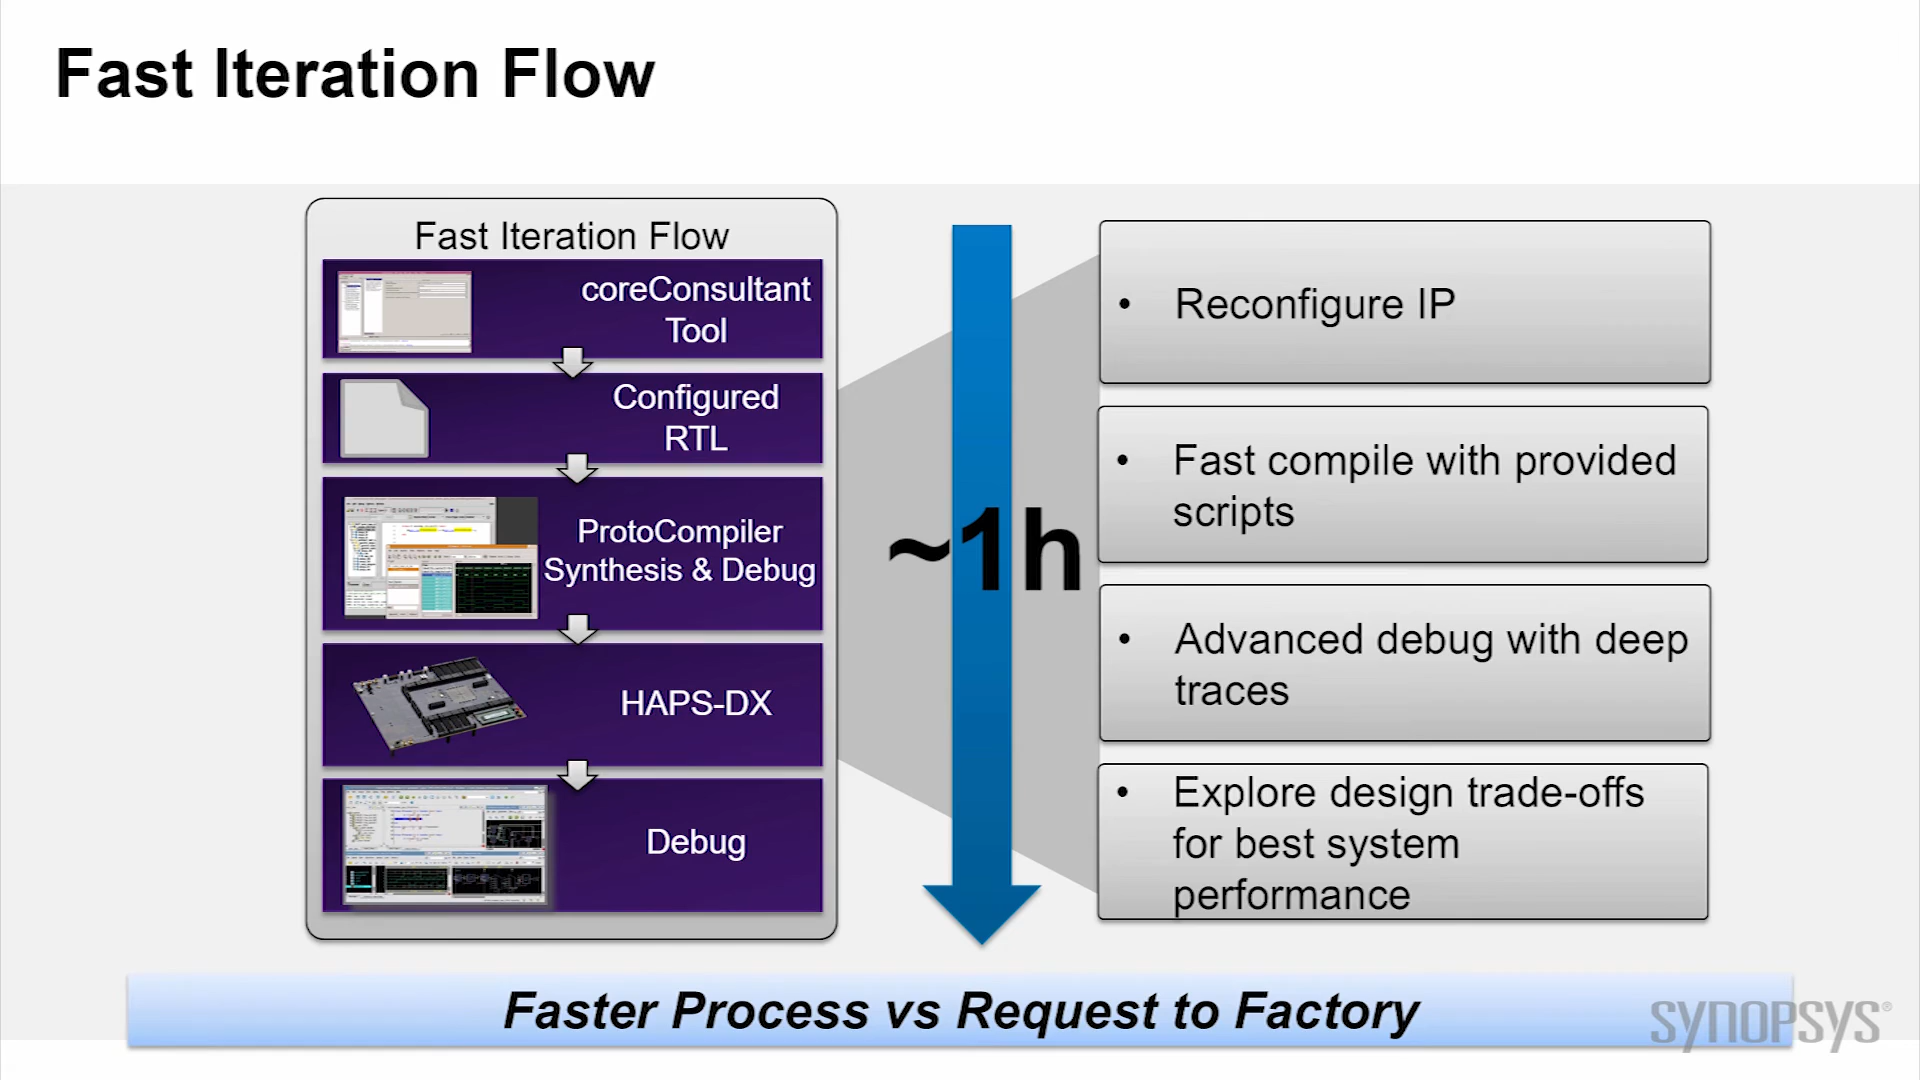 Fast Iteration Flow
Fast Iteration Flow
coreConsultant
Tool
Configured
RTL
ProtoCompiler
Synthesis & Debug
HAPS-DX
Debug
~1h
• Reconfigure IP
• Fast compile with provided
scripts
• Advanced debug with deep
traces
• Explore design trade-offs
for best system
performance
Faster Process vs Request to Factory
SYNOPSYS®